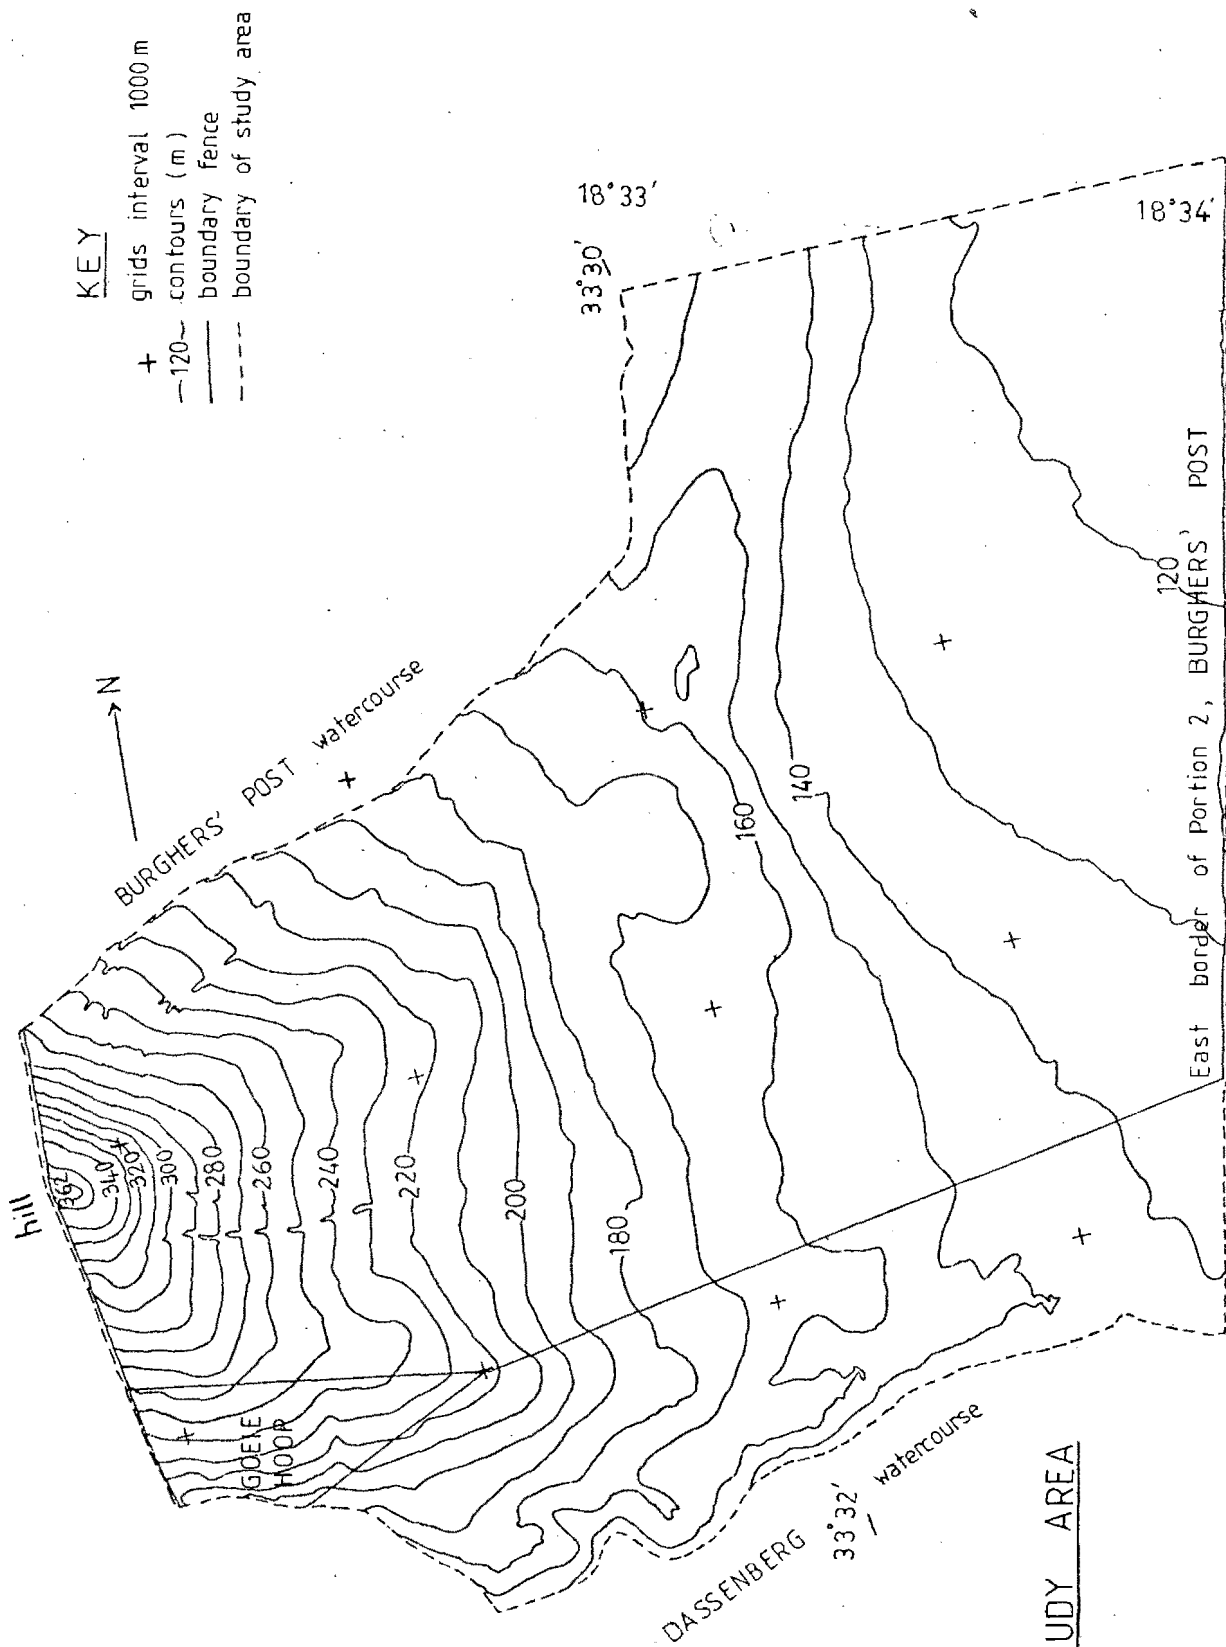 KEY
+ grids interval 1000m
—120— contours (m)
boundary fence
boundary of study area
N
BURGHERS' POST watercourse
hill
362
340
320
300
280
260
240
220
200
180
160
140
120
GOEIE
HOOP
33°30'
18°33'
18°34'
East border of Portion 2, BURGHERS' POST
DASSENBERG watercourse
33°32'
UDY AREA